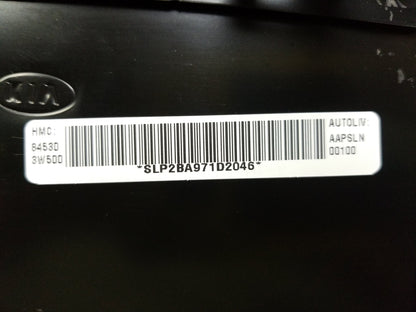 KIA
HMC:
84530
3W500
AUTOLIV:
AAPSLN
00100
*SLP2BA971D2046*